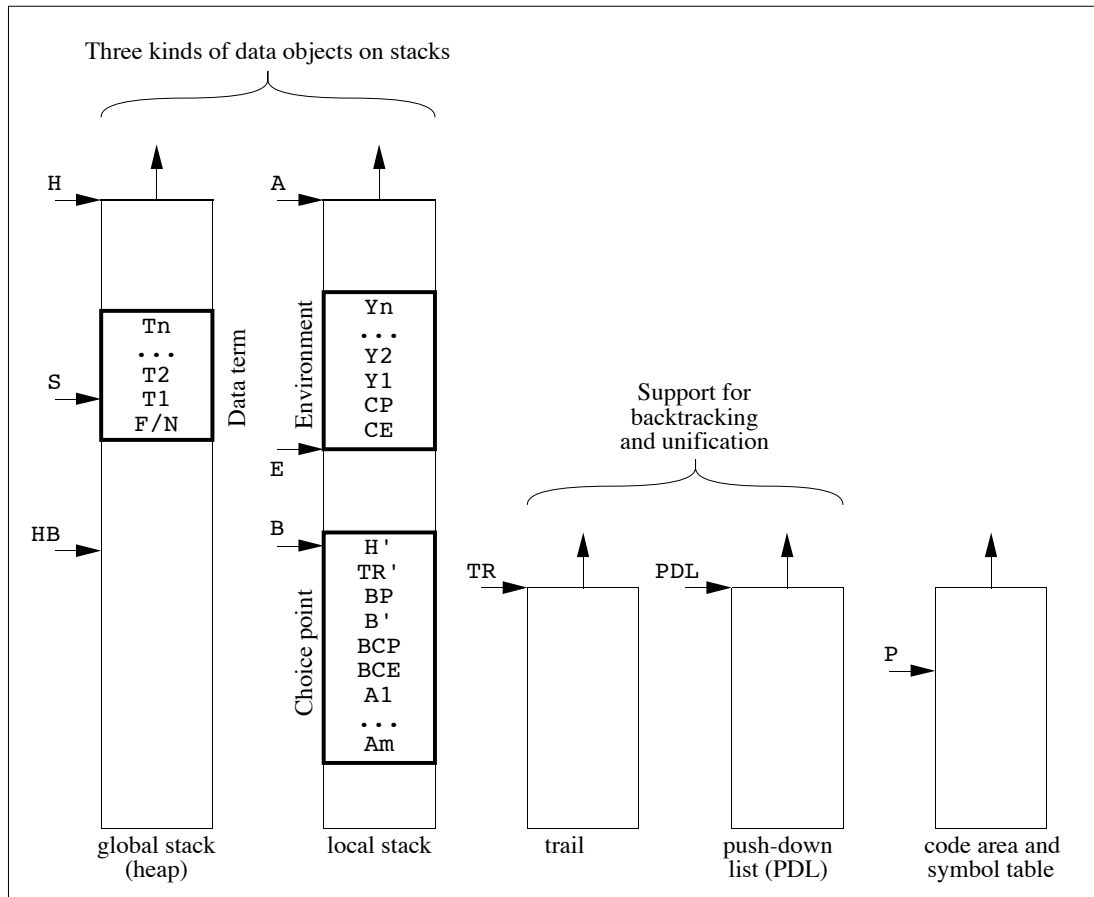 Three kinds of data objects on stacks
H
A
Tn
...
T2
T1
F/N
S
Data term
Yn
...
Y2
Y1
CP
CE
Environment
E
HB
B
H'
TR'
BP
B'
BCP
BCE
A1
...
Am
Choice point
Support for
backtracking
and unification
TR
PDL
P
global stack
(heap)
local stack
trail
push-down
list (PDL)
code area and
symbol table